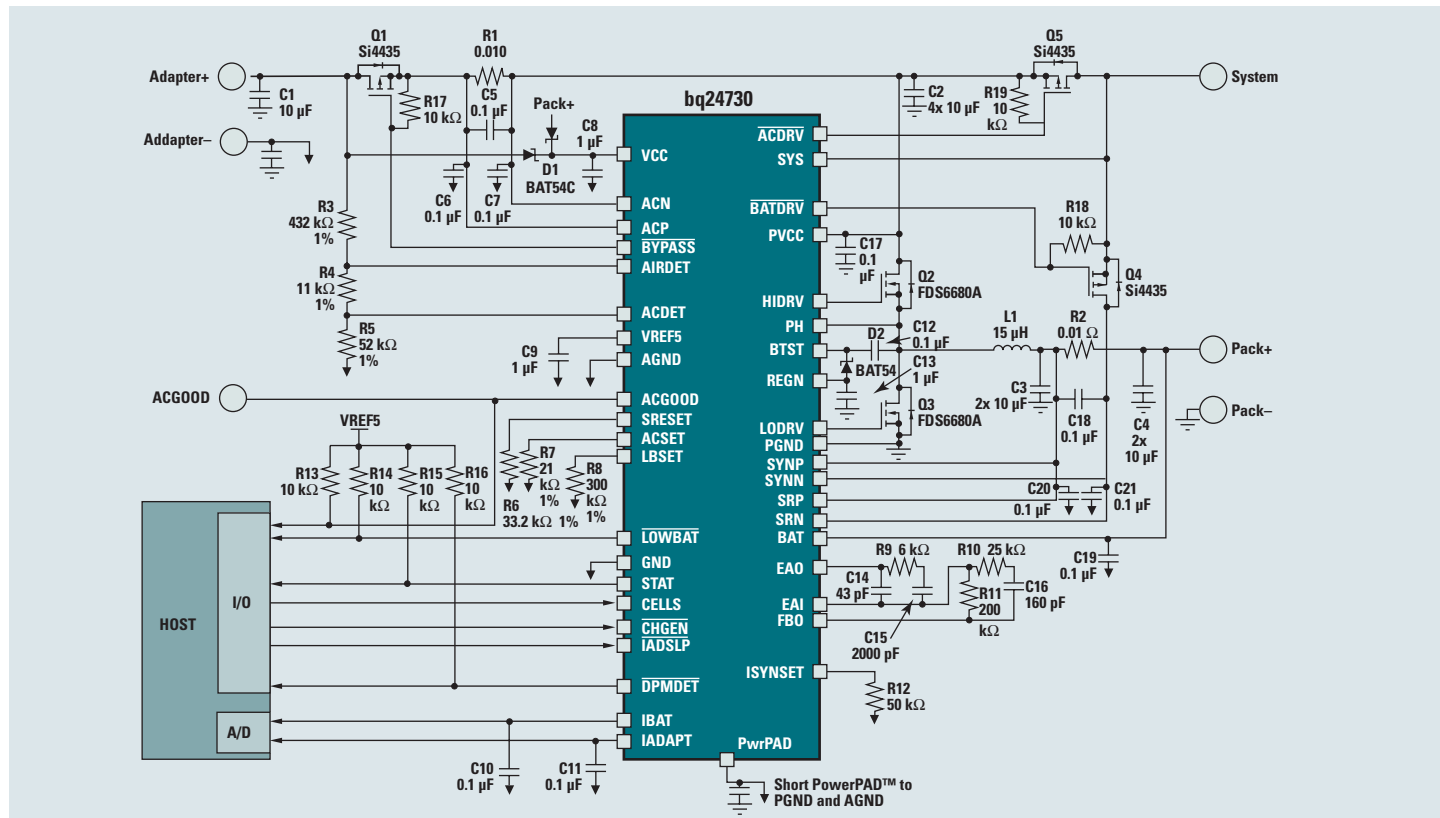 Q1
Si4435
R1
0.010
Q5
Si4435
Adapter+
System
C1
10 µF
R17
10 kΩ
C5
0.1 µF
Pack+
C8
1 µF
bq24730
C2
4x 10 µF
R19
10
kΩ
Addapter–
D1
BAT54C
C6
0.1 µF
C7
0.1 µF
VCC
ACN
ACP
BYPASS
AIRDET
ACDET
VREF5
AGND
ACGOOD
SRESET
ACSET
LBSET
LOWBAT
GND
STAT
CELLS
CHGEN
IADSLP
DPMDET
IBAT
IADAPT
ACDRV
SYS
BATDRV
PVCC
HIDRV
PH
BTST
REGN
LODRV
PGND
SYNP
SYNN
SRP
SRN
BAT
EAO
EAI
FBO
ISYNSET
PwrPAD
R3
432 kΩ
1%
R4
11 kΩ
1%
R5
52 kΩ
1%
C9
1 µF
ACGOOD
VREF5
R13
10 kΩ
R14
10
kΩ
R15
10
kΩ
R16
10
kΩ
R7
21
kΩ
1%
R6
33.2 kΩ 1%
R8
300
kΩ
1%
HOST
I/O
A/D
C10
0.1 µF
C11
0.1 µF
Short PowerPAD™ to
PGND and AGND
R18
10 kΩ
C17
0.1
µF
Q2
FDS6680A
Q4
Si4435
C12
0.1 µF
D2
BAT54
C13
1 µF
L1
15 µH
R2
0.01 Ω
Pack+
Q3
FDS6680A
C3
2x 10 µF
C18
0.1 µF
C4
2x
10 µF
Pack–
C20
0.1 µF
C21
0.1 µF
C19
0.1 µF
R9 6 kΩ
R10 25 kΩ
C14
43 pF
C15
2000 pF
R11
200
kΩ
C16
160 pF
R12
50 kΩ